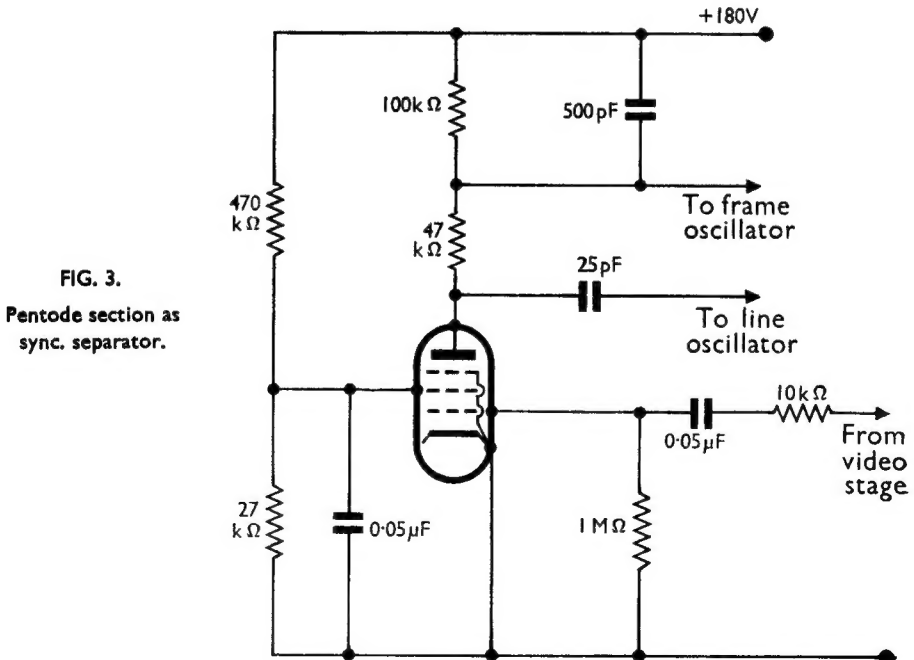 +180V
100kΩ
500pF
To frame
oscillator
470
kΩ
47
kΩ
FIG. 3.
Pentode section as
sync. separator.
25pF
To line
oscillator
10kΩ
0·05μF
From
video
stage
27
kΩ
0·05μF
1MΩ